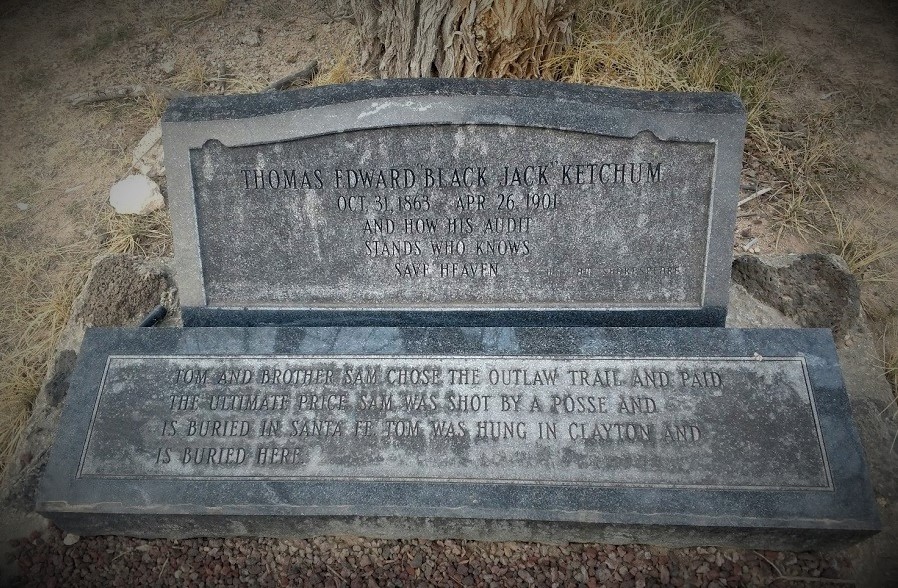 THOMAS EDWARD "BLACK JACK" KETCHUM
OCT. 31, 1863 APR. 26, 1901
AND HOW HIS AUDIT
STANDS WHO KNOWS
SAVE HEAVEN
SHAKESPEARE
TOM AND BROTHER SAM CHOSE THE OUTLAW TRAIL AND PAID
THE ULTIMATE PRICE. SAM WAS SHOT BY A POSSE AND
IS BURIED IN SANTA FE. TOM WAS HUNG IN CLAYTON AND
IS BURIED HERE.